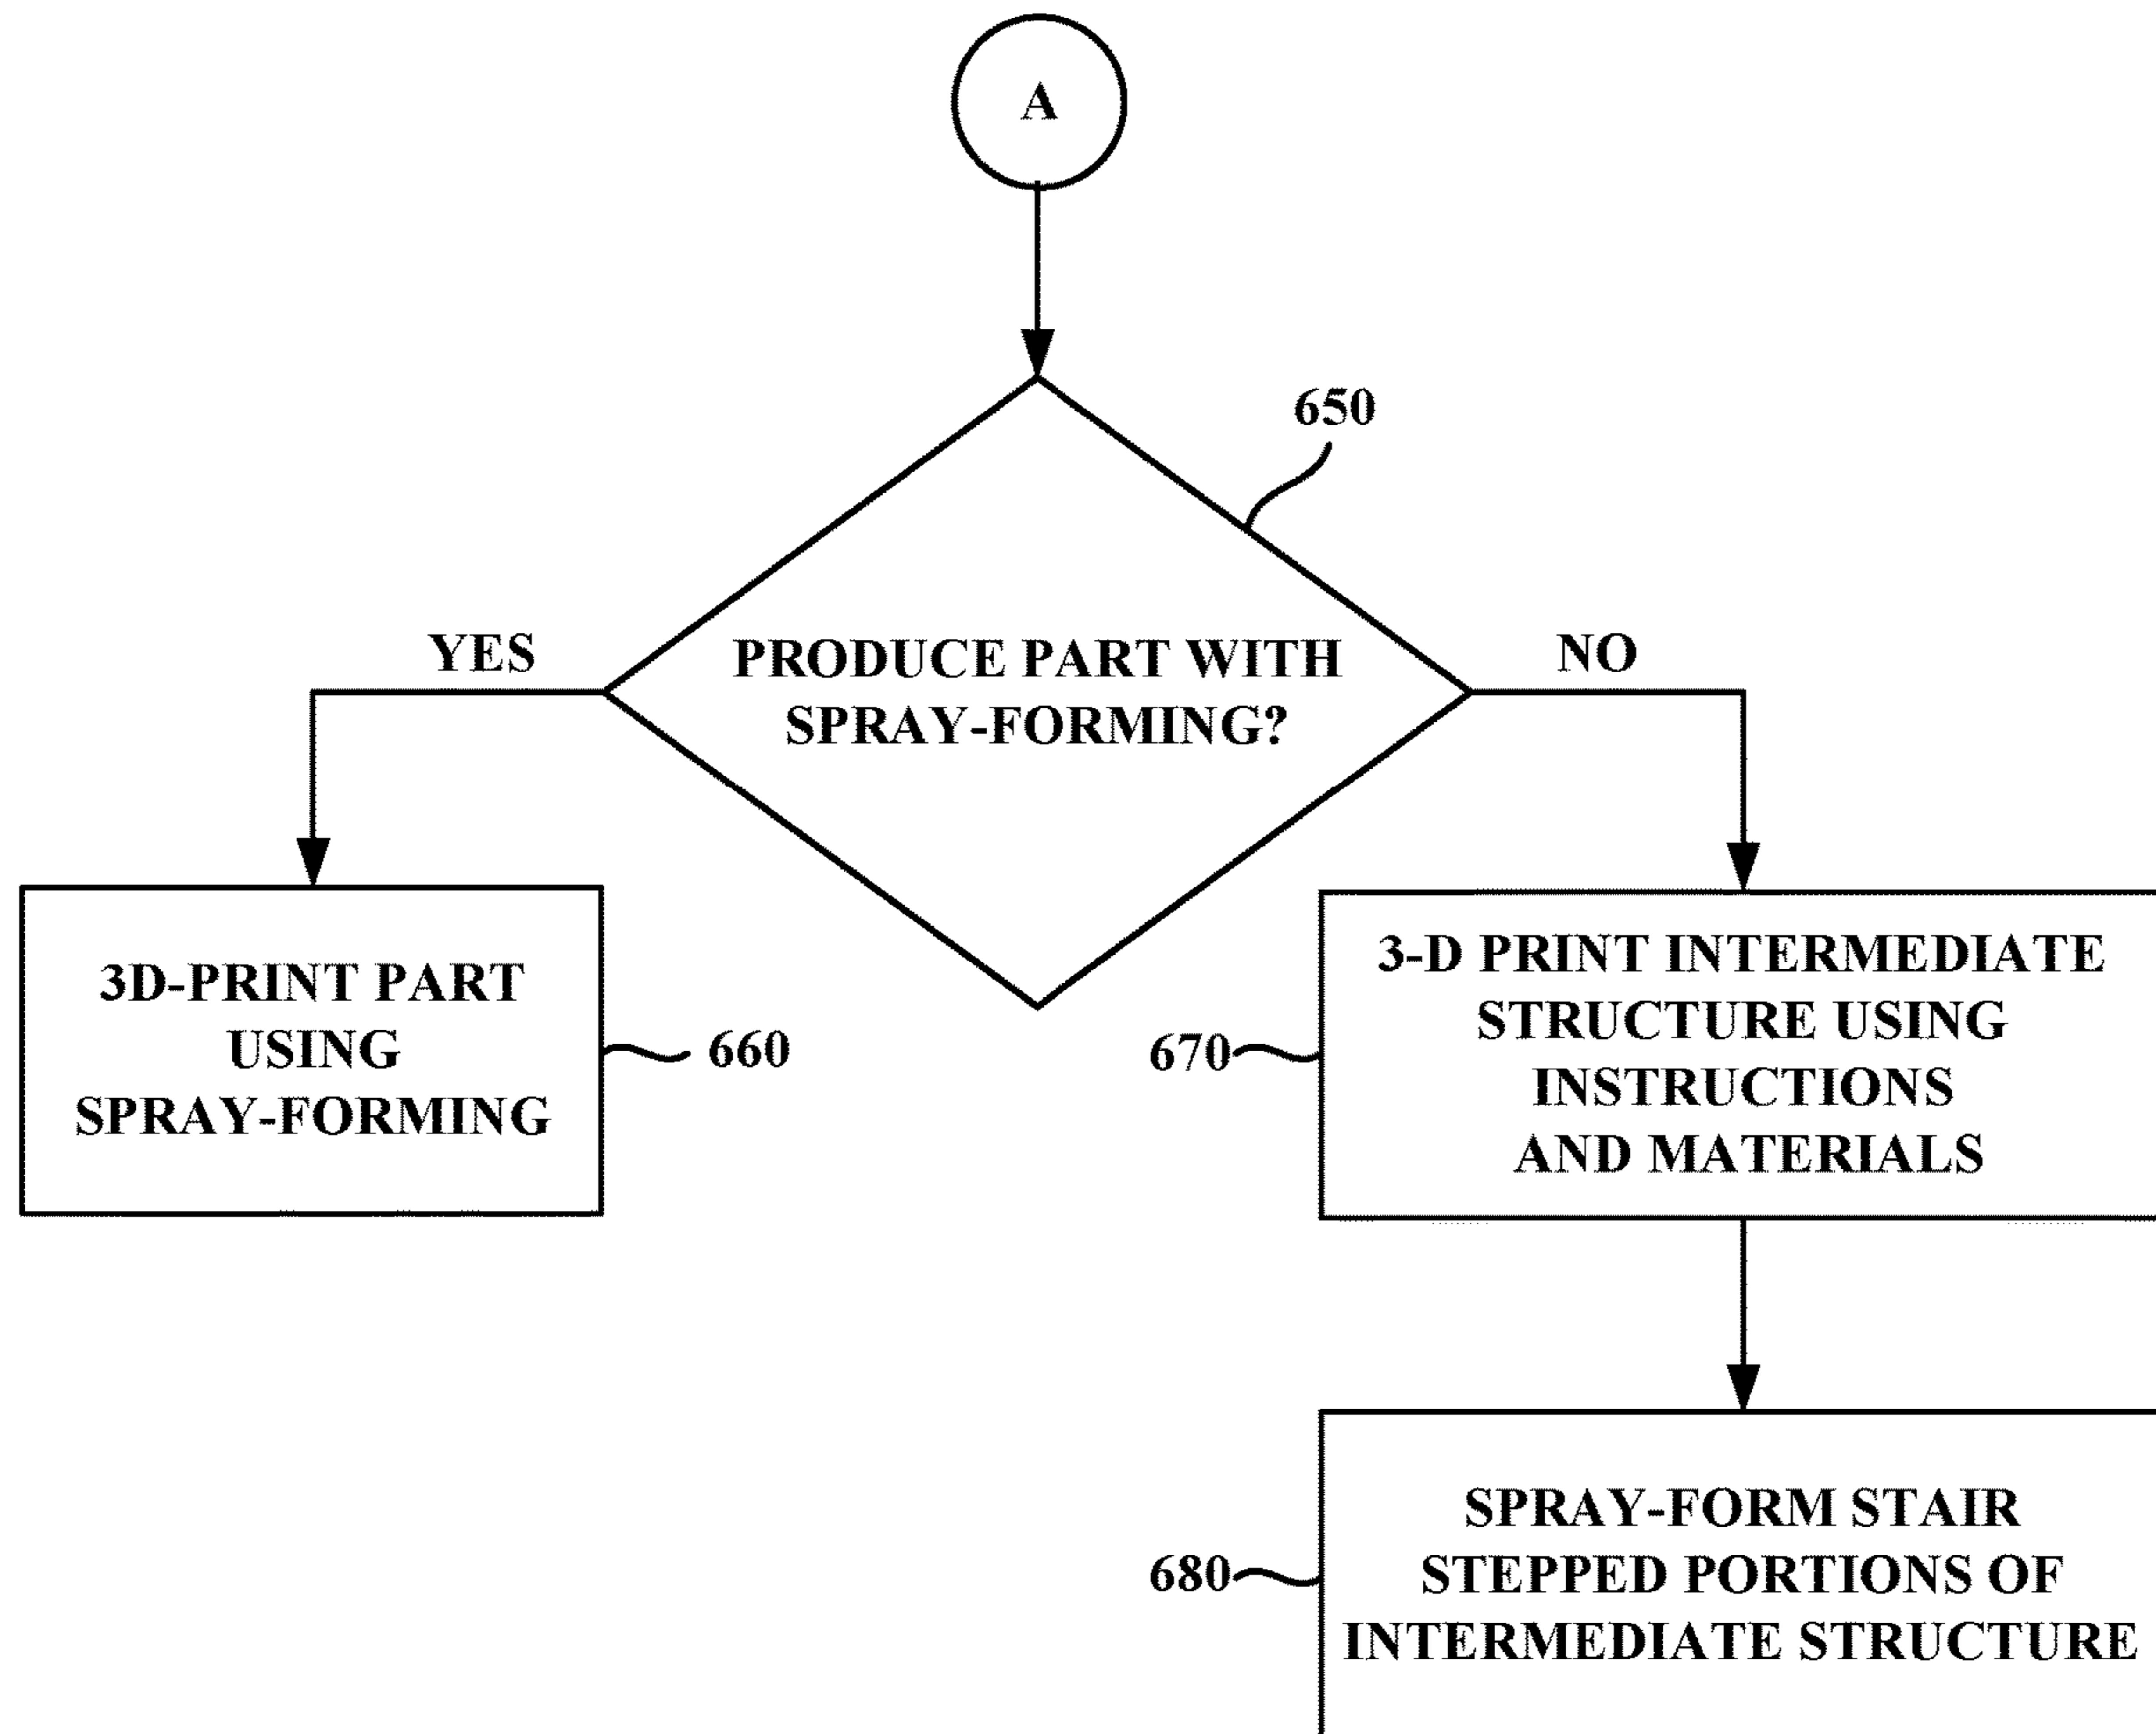 A
650
YES
PRODUCE PART WITH
SPRAY-FORMING?
NO
3D-PRINT PART
USING
SPRAY-FORMING
660
670
3-D PRINT INTERMEDIATE
STRUCTURE USING
INSTRUCTIONS
AND MATERIALS
680
SPRAY-FORM STAIR
STEPPED PORTIONS OF
INTERMEDIATE STRUCTURE